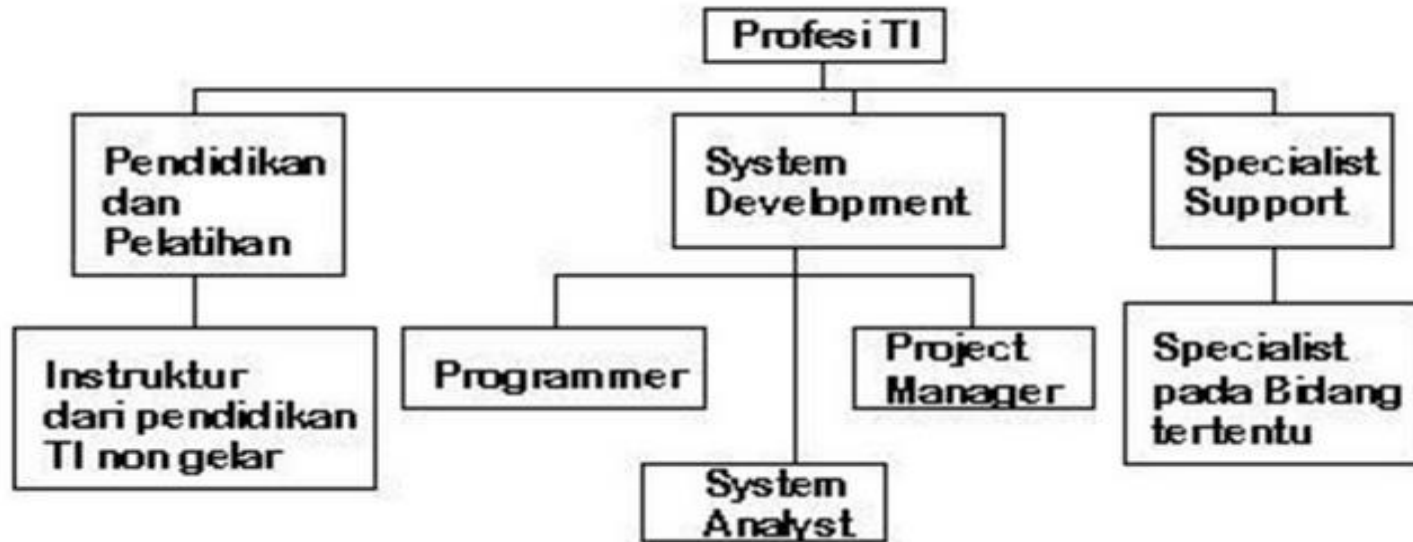 Profesi TI
Pendidikan
dan
Pelatihan
System
Development
Specialist
Support
Instruktur
dari pendidikan
TI non gelar
Programmer
Project
Manager
Specialist
pada Bidang
tertentu
System
Analyst